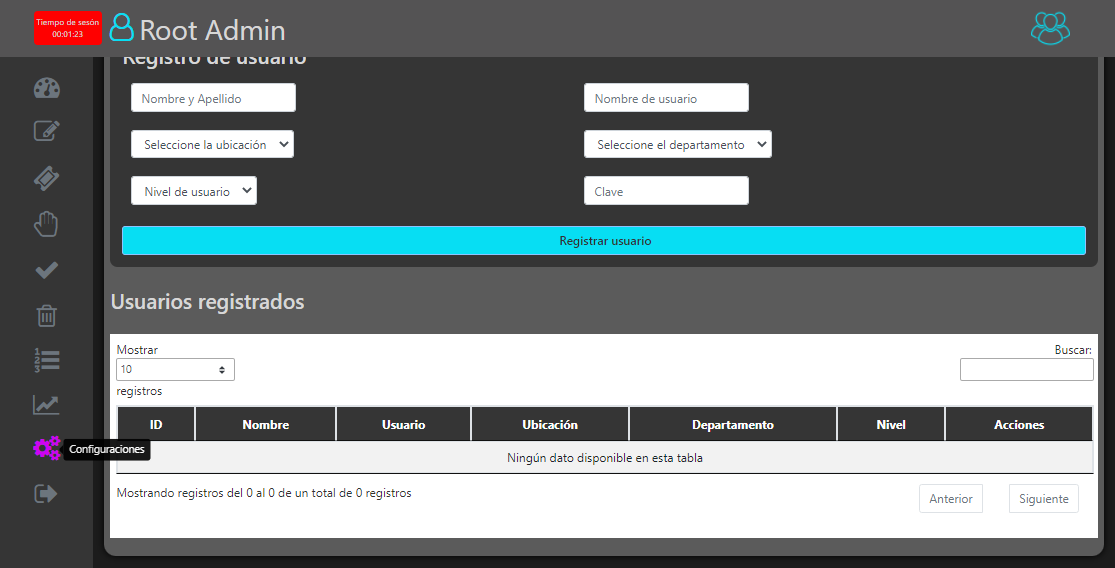 Tiempo de sesón
00:01:23
Root Admin
Registro de usuario
Nombre y Apellido
Nombre de usuario
Seleccione la ubicación
Seleccione el departamento
Nivel de usuario
Clave
Registrar usuario
Usuarios registrados
Mostrar
Buscar:
10
registros
ID Nombre Usuario Ubicación Departamento Nivel Acciones
Ningún dato disponible en esta tabla
Configuraciones
Mostrando registros del 0 al 0 de un total de 0 registros
Anterior Siguiente